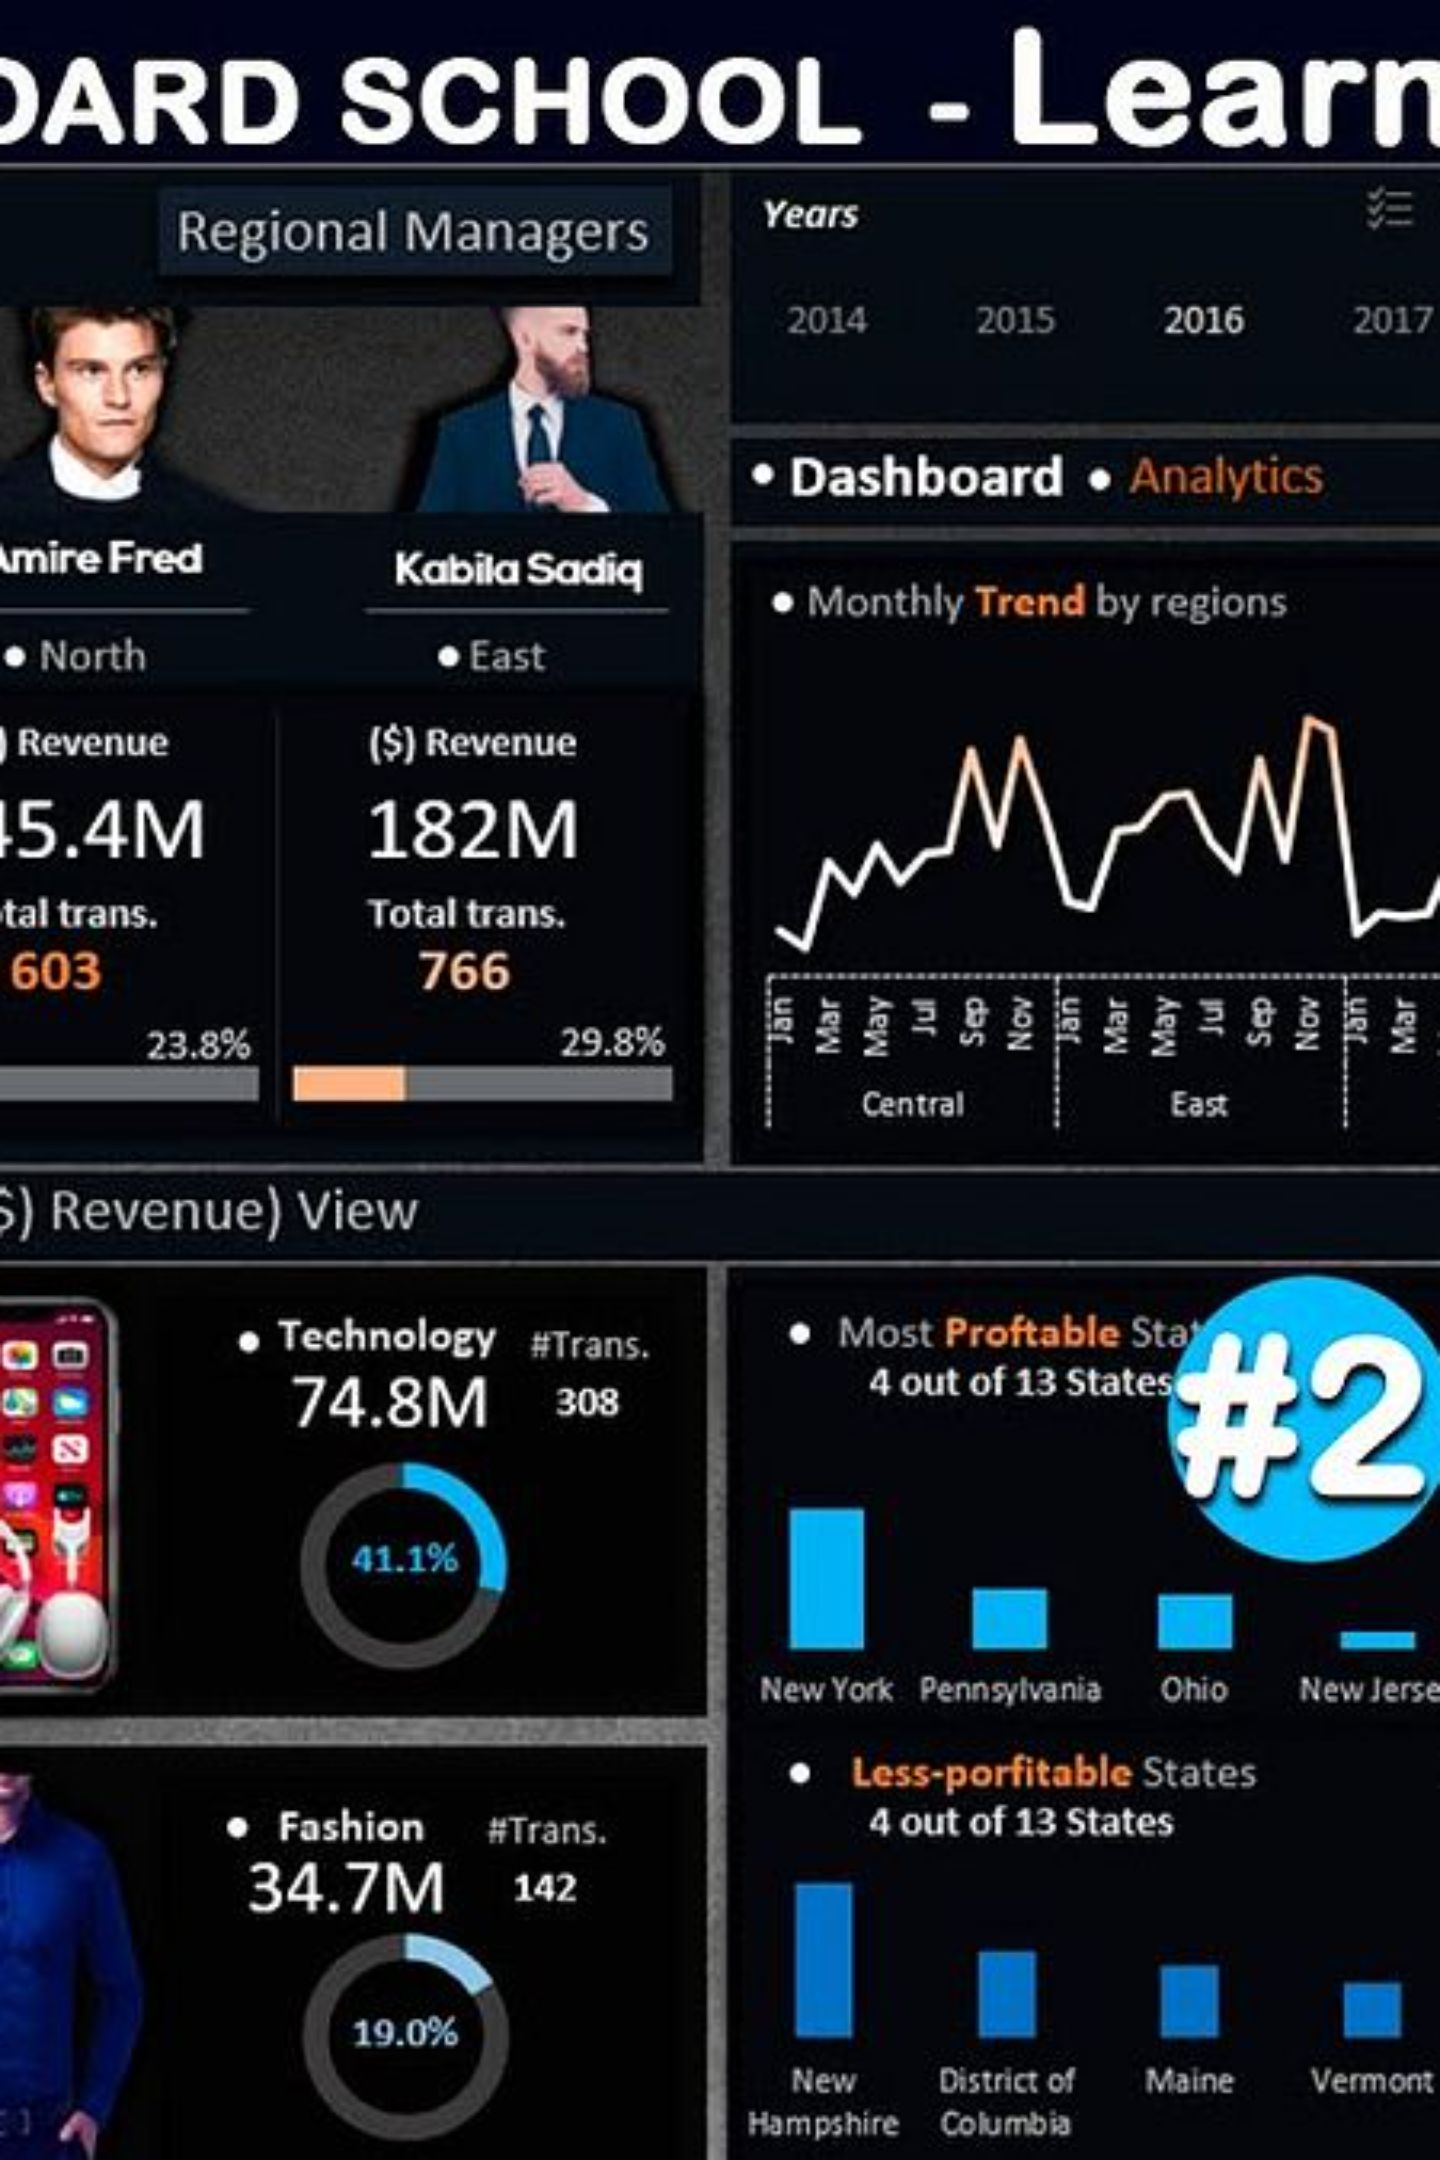 OARD SCHOOL - Learn
Regional Managers
Amire Fred
Kabila Sadiq
North
East
) Revenue
($) Revenue
45.4M
182M
tal trans.
Total trans.
603
766
23.8%
29.8%
Years
2014 2015 2016 2017
Dashboard Analytics
Monthly Trend by regions
Jan Mar May Jul Sep Nov Jan Mar May Jul Sep Nov Jan Mar
Central East
$) Revenue) View
Technology #Trans.
74.8M 308
41.1%
Fashion #Trans.
34.7M 142
19.0%
Most Proftable Stat
4 out of 13 States
#2
New York Pennsylvania Ohio New Jerse
Less-porfitable States
4 out of 13 States
New Hampshire
District of Columbia
Maine
Vermont